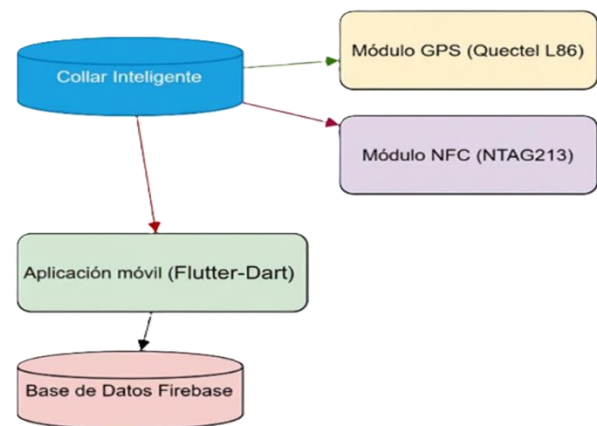 Collar Inteligente
Módulo GPS (Quectel L86)
Módulo NFC (NTAG213)
Aplicación móvil (Flutter-Dart)
Base de Datos Firebase